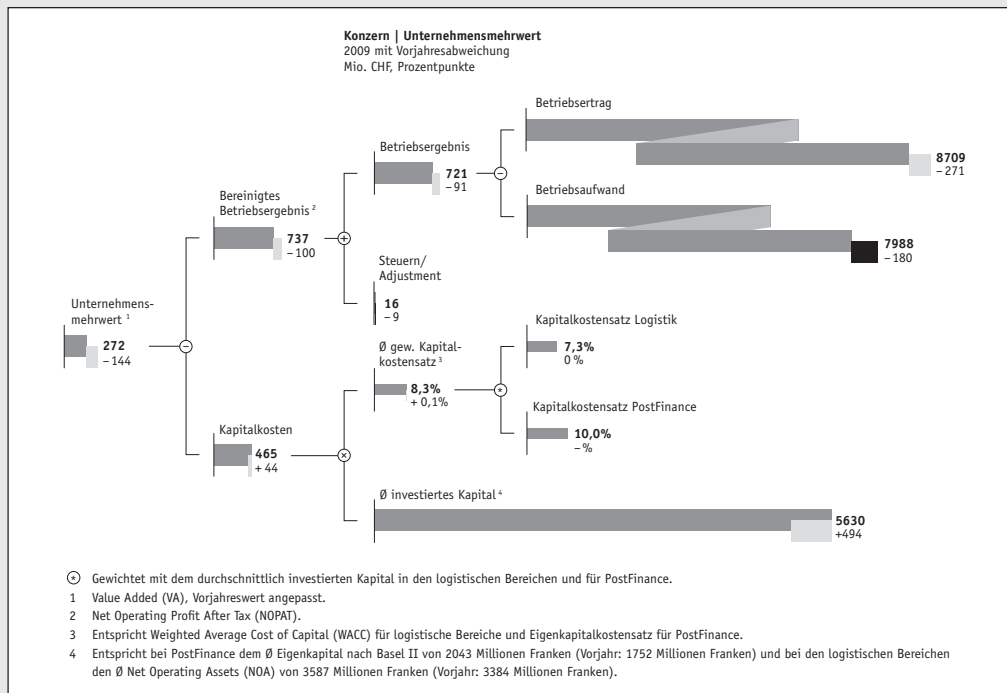 Konzern | Unternehmensmehrwert
2009 mit Vorjahresabweichung
Mio. CHF, Prozentpunkte
Betriebsertrag
8709
– 271
Betriebsergebnis
721
– 91
–
Betriebsaufwand
7988
– 180
Bereinigtes
Betriebsergebnis 2
737
– 100
+
Steuern/
Adjustment
16
– 9
Unternehmens-
mehrwert 1
272
– 144
–
Ø gew. Kapital-
kostensatz 3
8,3%
+ 0,1%
*
Kapitalkostensatz Logistik
7,3%
0 %
Kapitalkostensatz PostFinance
10,0%
– %
Kapitalkosten
465
+ 44
×
Ø investiertes Kapital 4
5630
+494
* Gewichtet mit dem durchschnittlich investierten Kapital in den logistischen Bereichen und für PostFinance.
1 Value Added (VA), Vorjahreswert angepasst.
2 Net Operating Profit After Tax (NOPAT).
3 Entspricht Weighted Average Cost of Capital (WACC) für logistische Bereiche und Eigenkapitalkostensatz für PostFinance.
4 Entspricht bei PostFinance dem Ø Eigenkapital nach Basel II von 2043 Millionen Franken (Vorjahr: 1752 Millionen Franken) und bei den logistischen Bereichen
den Ø Net Operating Assets (NOA) von 3587 Millionen Franken (Vorjahr: 3384 Millionen Franken).